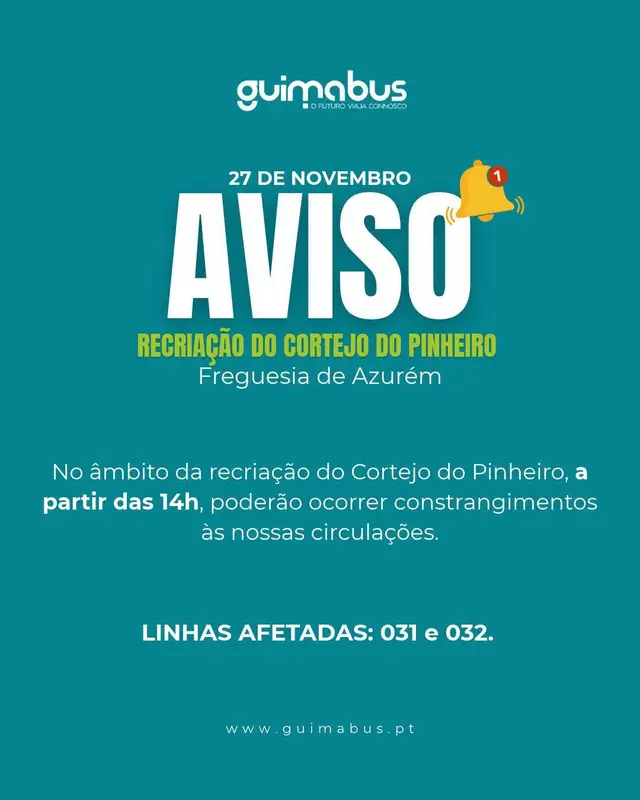 guimabus
O FUTURO VIAJA CONNOSCO
27 DE NOVEMBRO
1
AVISO
RECRIAÇÃO DO CORTEJO DO PINHEIRO
Freguesia de Azurém
No âmbito da recriação do Cortejo do Pinheiro, a
partir das 14h, poderão ocorrer constrangimentos
às nossas circulações.
LINHAS AFETADAS: 031 e 032.
www.guimabus.pt